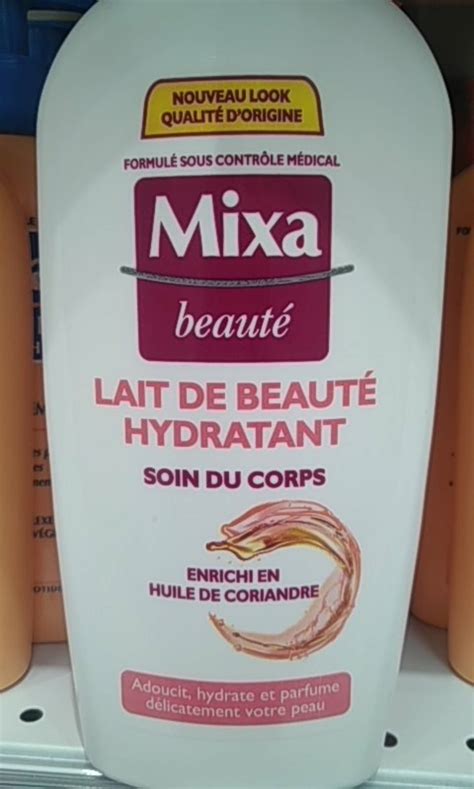 NOUVEAU LOOK
QUALITÉ D'ORIGINE
FORMULÉ SOUS CONTRÔLE MÉDICAL
Mixa
beauté
LAIT DE BEAUTÉ
HYDRATANT
SOIN DU CORPS
ENRICHI EN
HUILE DE CORIANDRE
Adoucit, hydrate et parfume
délicatement votre peau